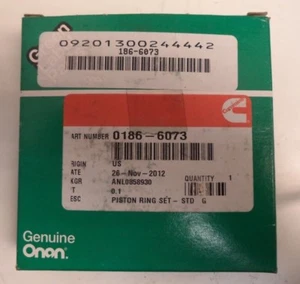 09201300244442
186-6073
ART NUMBER 0186-6073
RIGIN US
ATE 26-Nov-2012
KGR ANL0958930 QUANTITY 1
T 0.1
ESC PISTON RING SET - STD G
Genuine
Onan